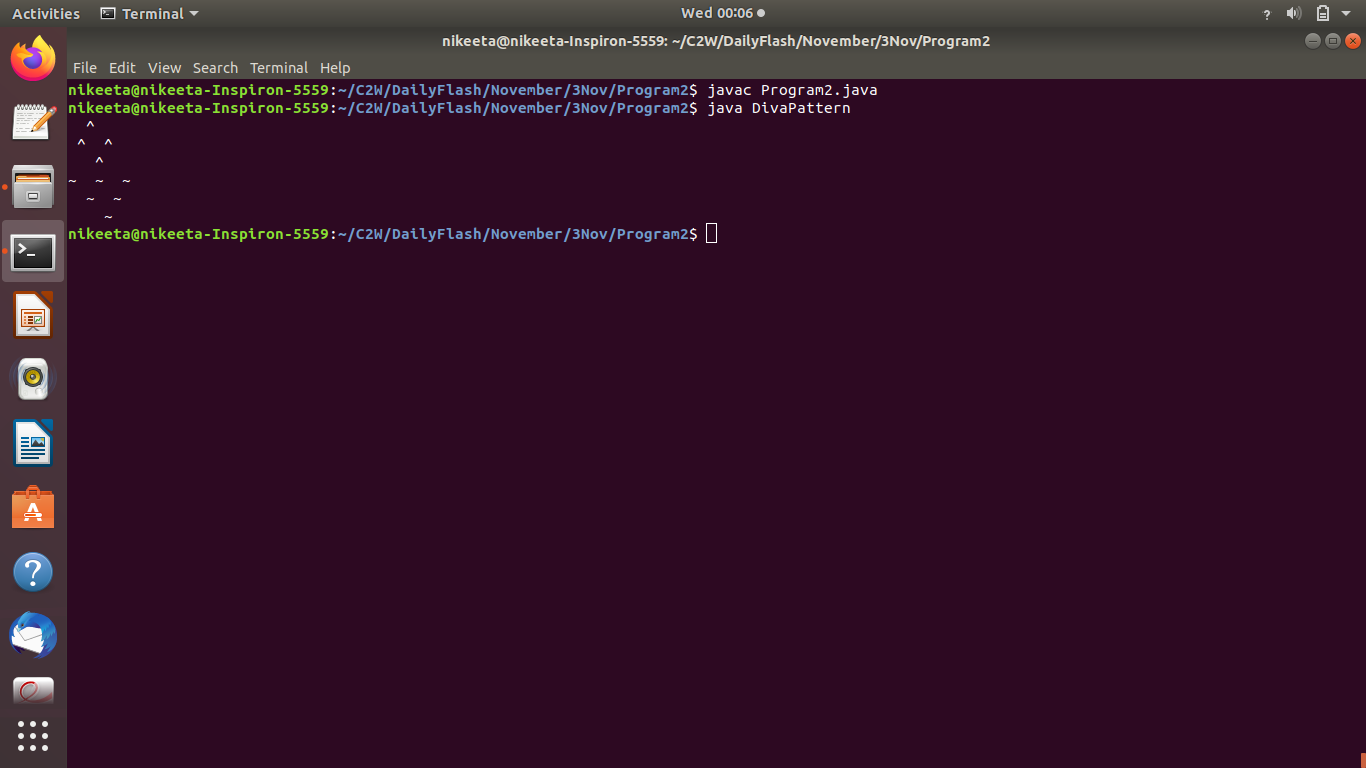 Activities Terminal Wed 00:06
nikeeta@nikeeta-Inspiron-5559: ~/C2W/DailyFlash/November/3Nov/Program2
File Edit View Search Terminal Help
nikeeta@nikeeta-Inspiron-5559:~/C2W/DailyFlash/November/3Nov/Program2$ javac Program2.java
nikeeta@nikeeta-Inspiron-5559:~/C2W/DailyFlash/November/3Nov/Program2$ java DivaPattern
  ^
 ^  ^
   ^
~  ~  ~
  ~  ~
    ~
nikeeta@nikeeta-Inspiron-5559:~/C2W/DailyFlash/November/3Nov/Program2$